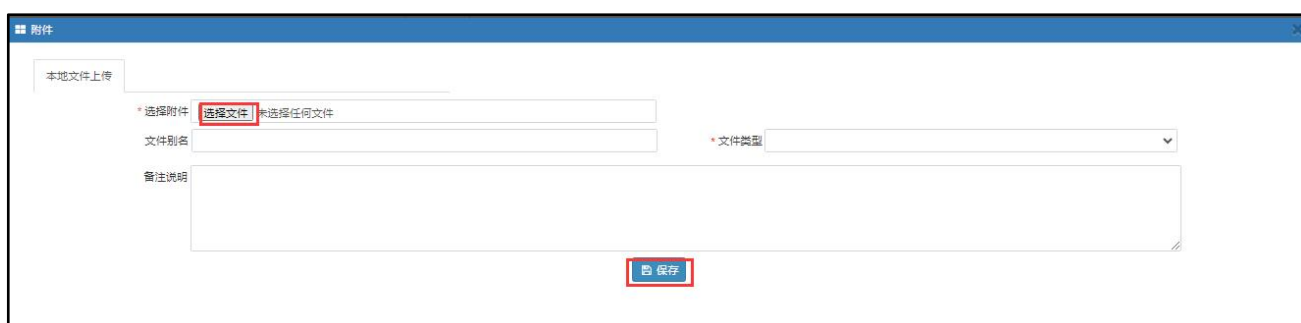 附件
本地文件上传
* 选择附件 选择文件 未选择任何文件
文件别名 * 文件类型
备注说明
保存